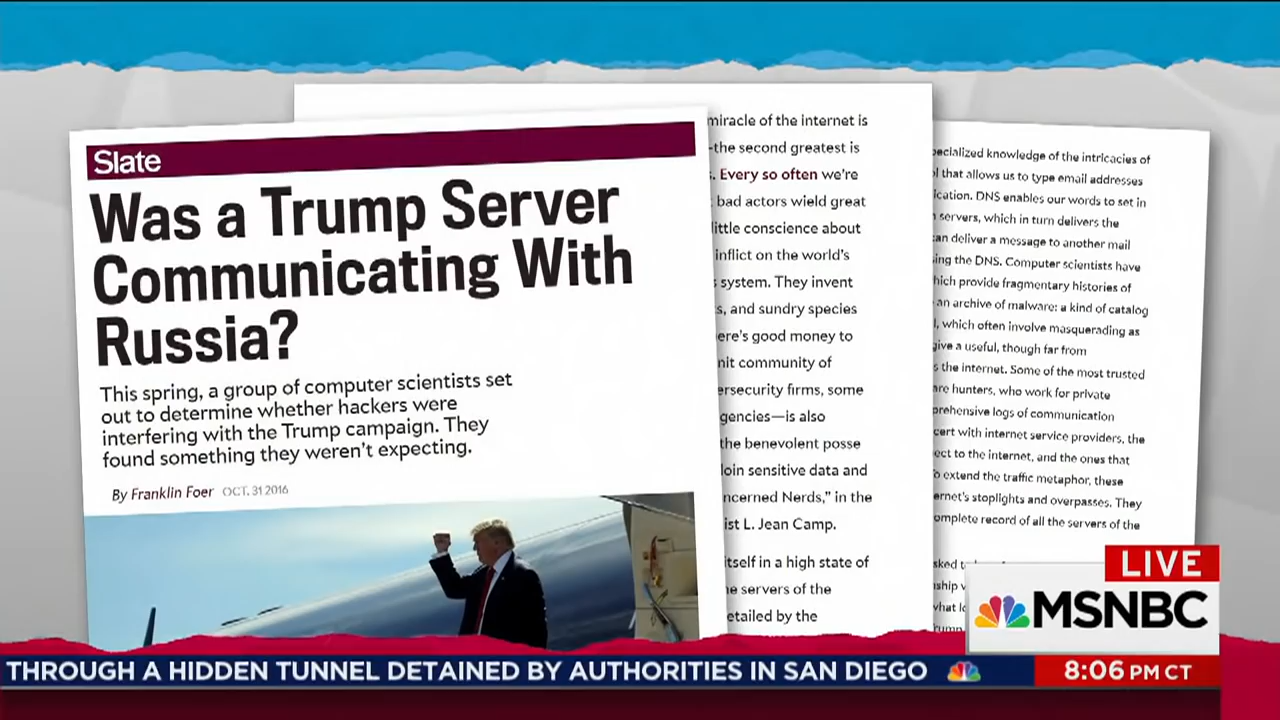 Slate
Was a Trump Server
Communicating With
Russia?
This spring, a group of computer scientists set
out to determine whether hackers were
interfering with the Trump campaign. They
found something they weren't expecting.
By Franklin Foer OCT. 31 2016
miracle of the internet is
-the second greatest is
. Every so often we're
bad actors wield great
little conscience about
inflict on the world's
system. They invent
s, and sundry species
ere's good money to
nit community of
ersecurity firms, some
gencies—is also
the benevolent posse
loin sensitive data and
ncerned Nerds," in the
ist L. Jean Camp.
itself in a high state of
e servers of the
etailed by the
pecialized knowledge of the intricacies of
l that allows us to type email addresses
ication. DNS enables our words to set in
servers, which in turn delivers the
can deliver a message to another mail
ing the DNS. Computer scientists have
hich provide fragmentary histories of
an archive of malware: a kind of catalog
l, which often involve masquerading as
give a useful, though far from
s the internet. Some of the most trusted
are hunters, who work for private
prehensive logs of communication
cert with internet service providers, the
ect to the internet, and the ones that
o extend the traffic metaphor, these
ernet's stoplights and overpasses. They
omplete record of all the servers of the
LIVE
MSNBC
THROUGH A HIDDEN TUNNEL DETAINED BY AUTHORITIES IN SAN DIEGO
8:06 PM CT